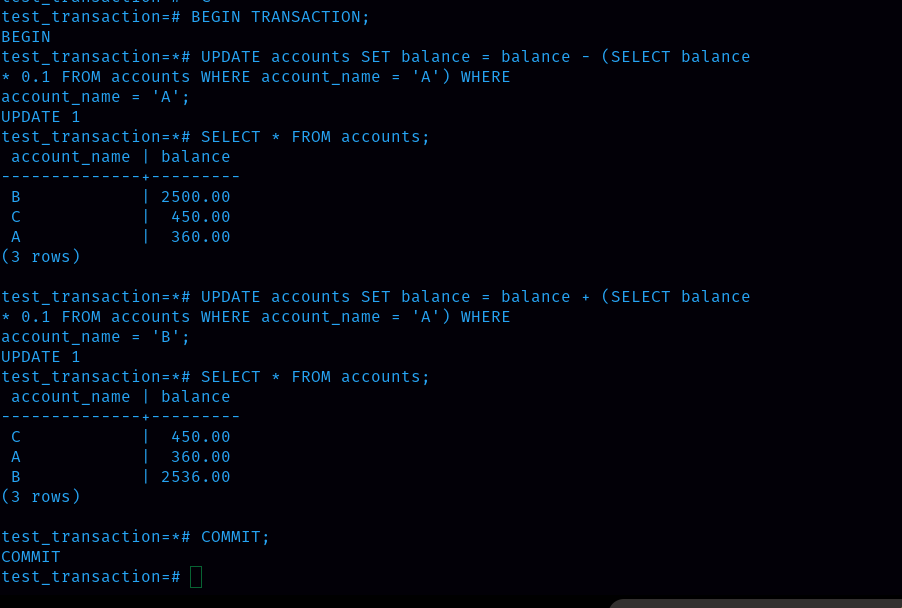 test_transaction=# BEGIN TRANSACTION;
BEGIN
test_transaction=*# UPDATE accounts SET balance = balance - (SELECT balance
* 0.1 FROM accounts WHERE account_name = 'A') WHERE
account_name = 'A';
UPDATE 1
test_transaction=*# SELECT * FROM accounts;
 account_name | balance
--------------+---------
 B            | 2500.00
 C            |  450.00
 A            |  360.00
(3 rows)

test_transaction=*# UPDATE accounts SET balance = balance + (SELECT balance
* 0.1 FROM accounts WHERE account_name = 'A') WHERE
account_name = 'B';
UPDATE 1
test_transaction=*# SELECT * FROM accounts;
 account_name | balance
--------------+---------
 C            |  450.00
 A            |  360.00
 B            | 2536.00
(3 rows)

test_transaction=*# COMMIT;
COMMIT
test_transaction=#